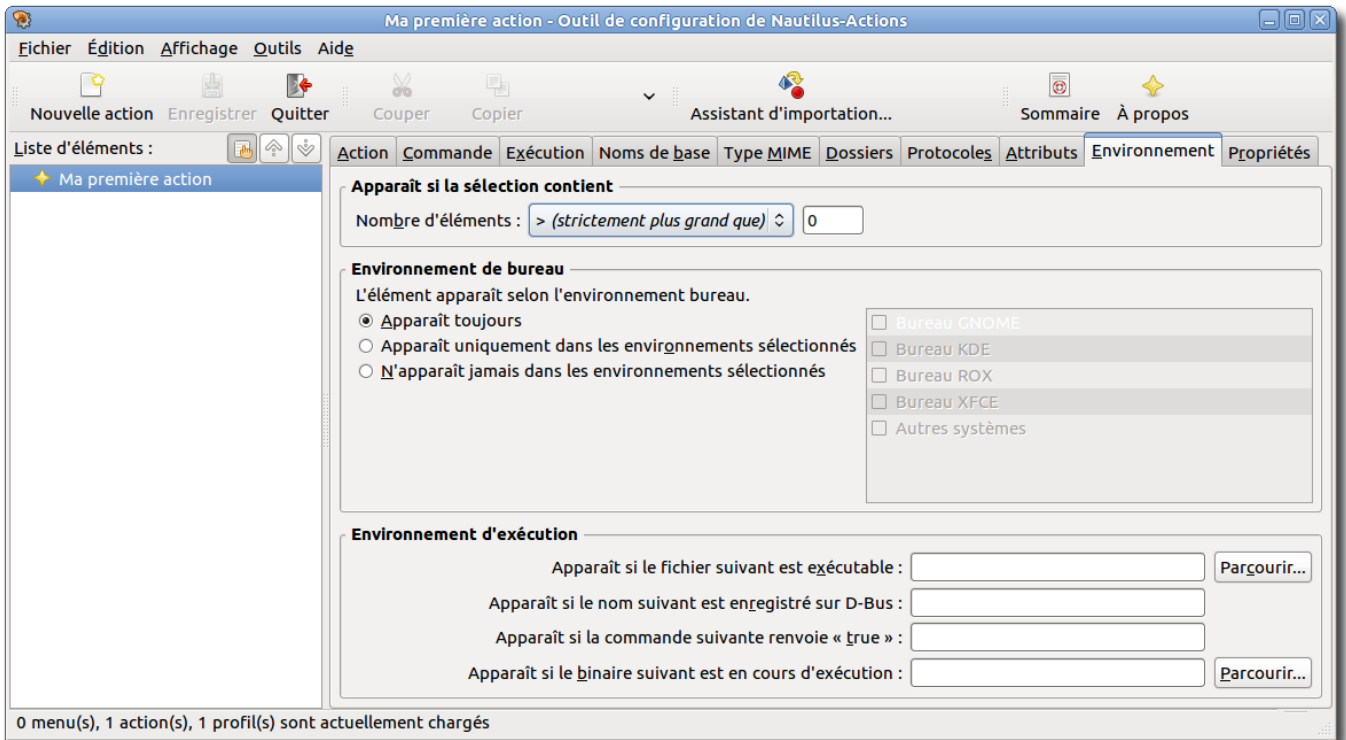 Ma première action - Outil de configuration de Nautilus-Actions
Fichier Édition Affichage Outils Aide
Nouvelle action Enregistrer Quitter Couper Copier Assistant d'importation... Sommaire À propos
Liste d'éléments :
Ma première action
Action Commande Exécution Noms de base Type MIME Dossiers Protocoles Attributs Environnement Propriétés
Apparaît si la sélection contient
Nombre d'éléments : > (strictement plus grand que) 0
Environnement de bureau
L'élément apparaît selon l'environnement bureau.
Apparaît toujours
Apparaît uniquement dans les environnements sélectionnés
N'apparaît jamais dans les environnements sélectionnés
Bureau GNOME
Bureau KDE
Bureau ROX
Bureau XFCE
Autres systèmes
Environnement d'exécution
Apparaît si le fichier suivant est exécutable : Parcourir...
Apparaît si le nom suivant est enregistré sur D-Bus :
Apparaît si la commande suivante renvoie « true » :
Apparaît si le binaire suivant est en cours d'exécution : Parcourir...
0 menu(s), 1 action(s), 1 profil(s) sont actuellement chargés